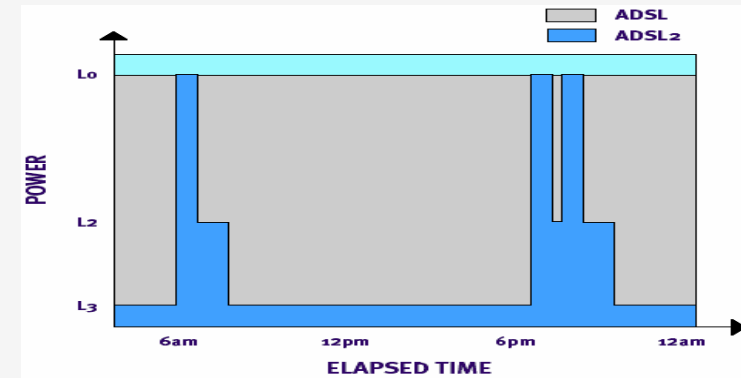 ADSL
ADSL2
L0
POWER
L2
L3
6am 12pm 6pm 12am
ELAPSED TIME